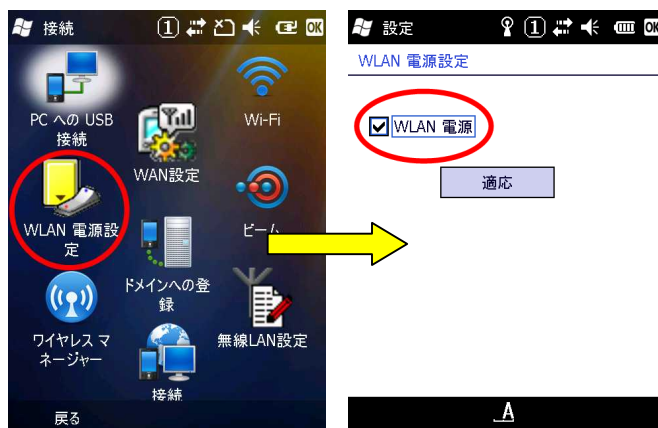 接続
1
OK
PC への USB
接続
Wi-Fi
WAN設定
WLAN 電源設
定
ビーム
ドメインへの登
録
ワイヤレス マ
ネージャー
無線LAN設定
接続
戻る
設定
1
OK
WLAN 電源設定
WLAN 電源
適応
A